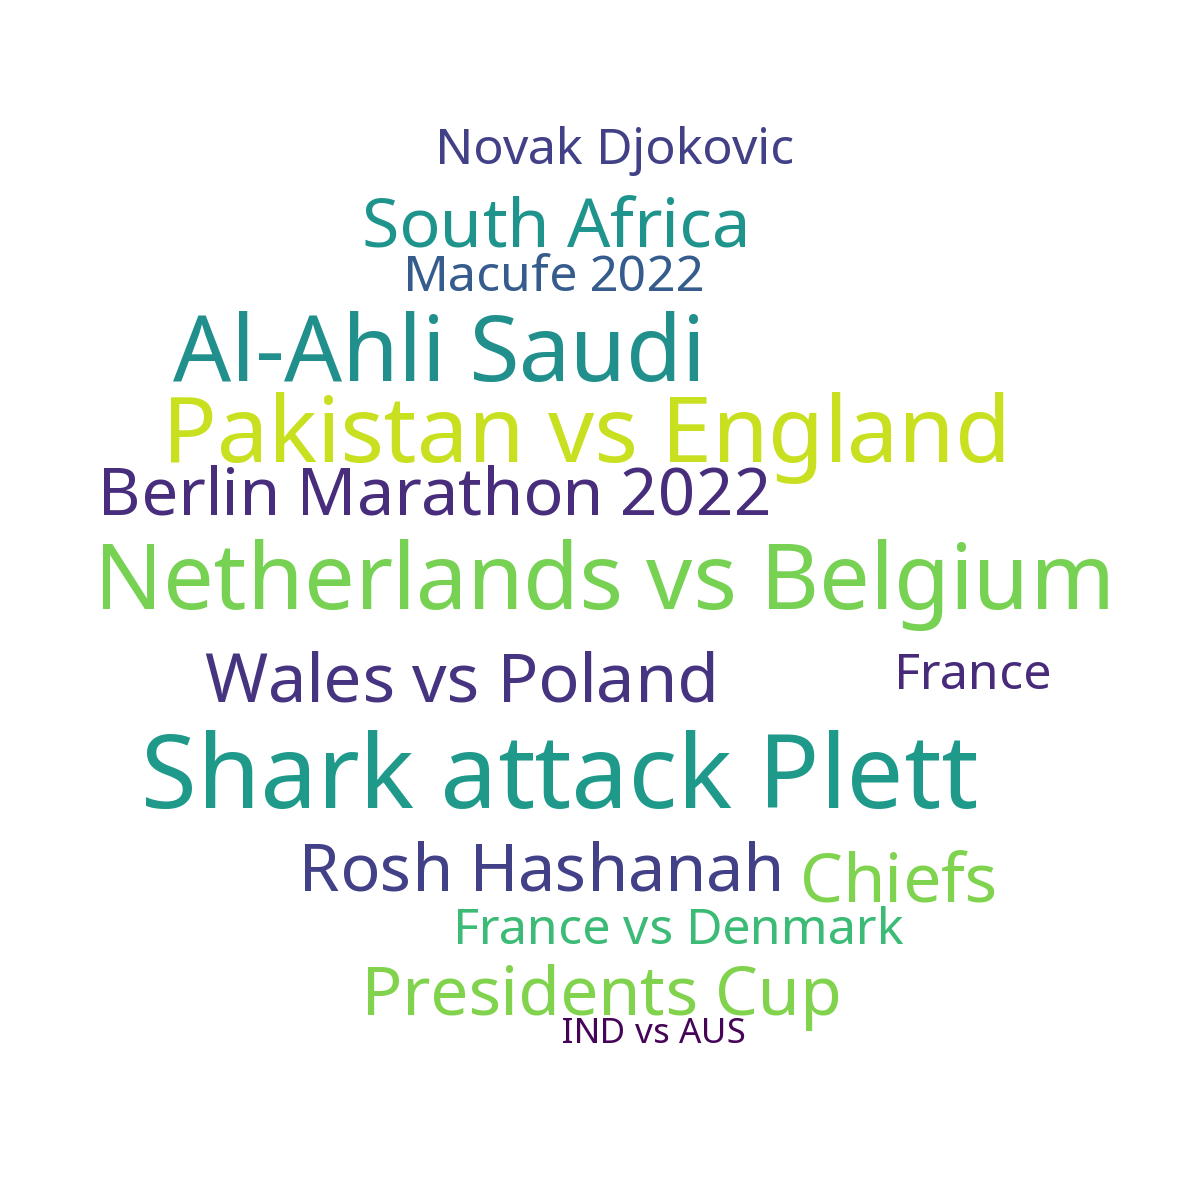 Novak Djokovic
South Africa
Macufe 2022
Al-Ahli Saudi
Pakistan vs England
Berlin Marathon 2022
Netherlands vs Belgium
Wales vs Poland
France
Shark attack Plett
Rosh Hashanah
Chiefs
France vs Denmark
Presidents Cup
IND vs AUS